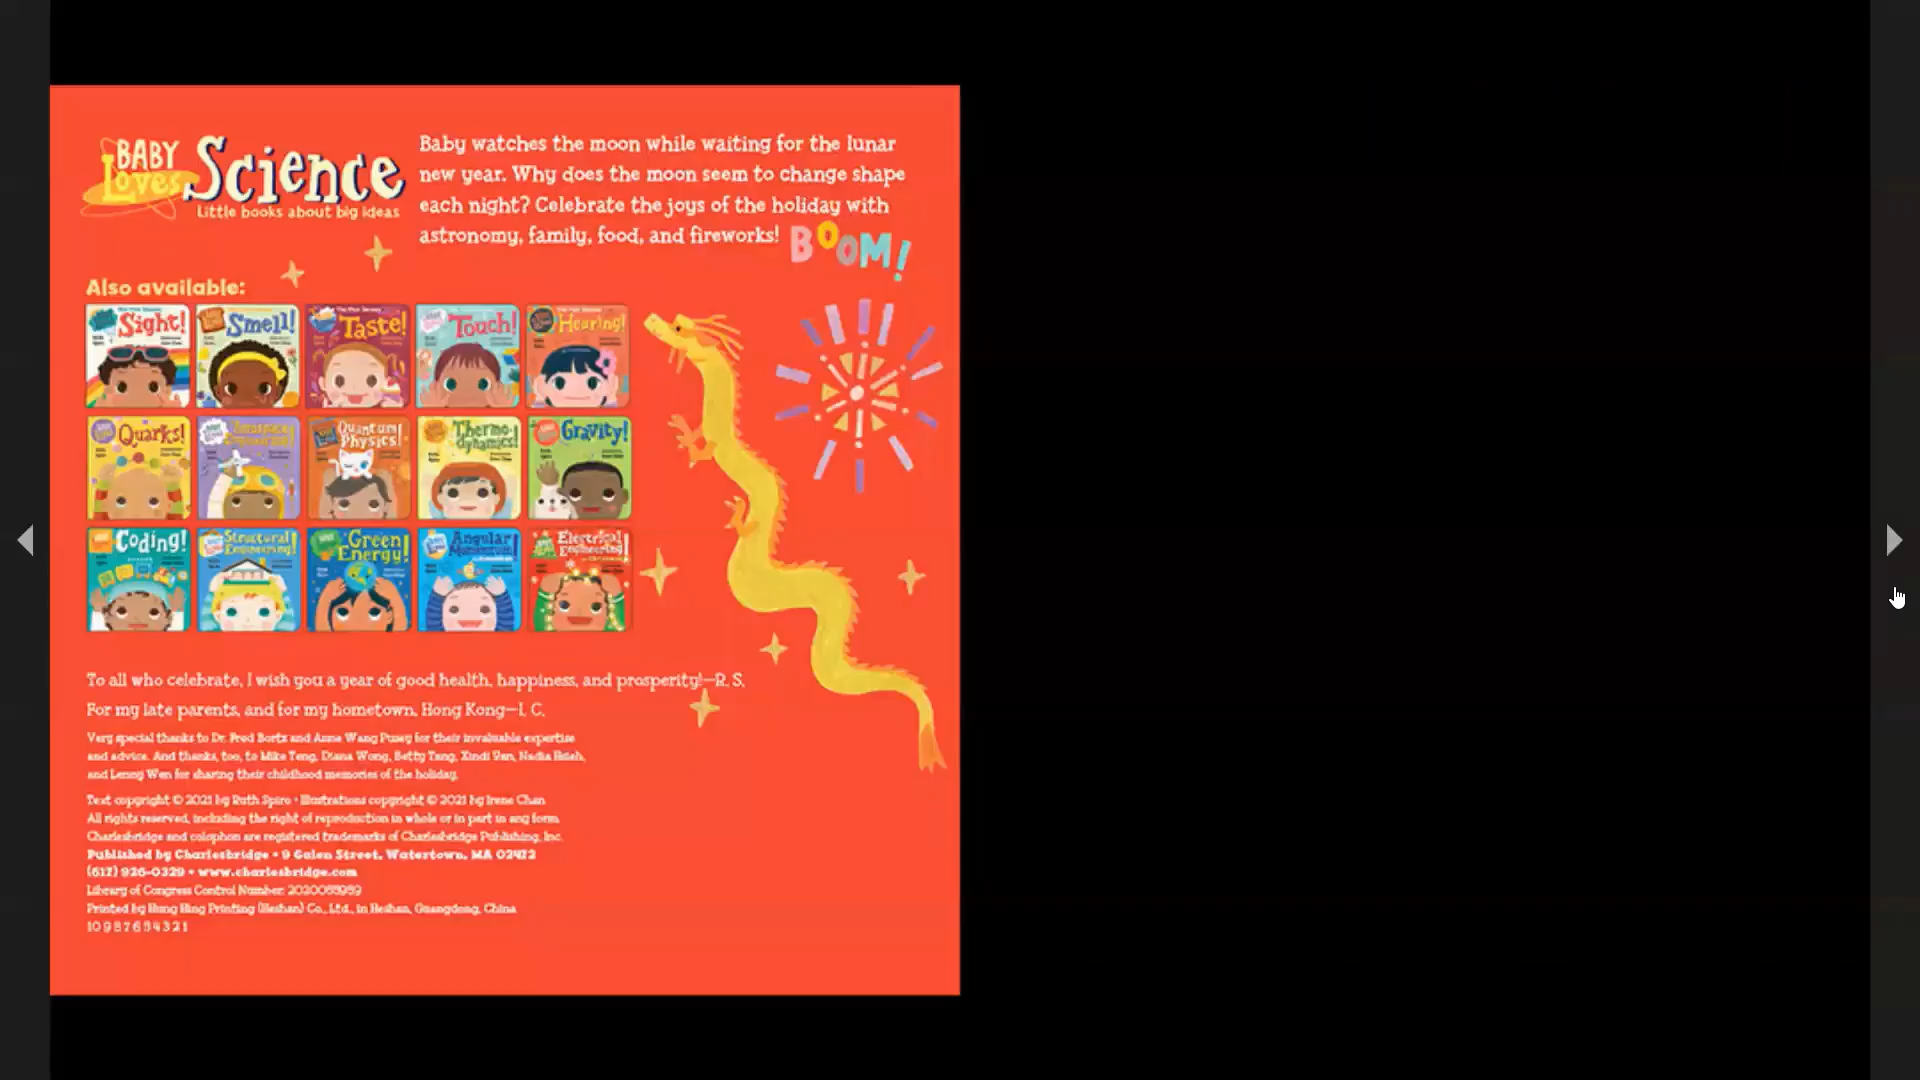 BABY
Loves
Science
Little books about big ideas
Baby watches the moon while waiting for the lunar
new year. Why does the moon seem to change shape
each night? Celebrate the joys of the holiday with
astronomy, family, food, and fireworks!
BOOM!
Also available:
Sight!
Smell!
Taste!
Touch!
Hearing!
Quarks!
Quantum
Physics!
Thermo-
dynamics!
Gravity!
Coding!
Structural
Engineering!
Green
Energy!
Angular
Momentum!
Electrical
Engineering!
To all who celebrate, I wish you a year of good health, happiness, and prosperity!—R. S.
For my late parents, and for my hometown, Hong Kong—I. C.
Very special thanks to Dr. Fred Bortz and Anne Wang Pusey for their invaluable expertise
and advice. And thanks, too, to Mike Teng, Diana Wong, Betty Tang, Xindi Yan, Nadia Hsieh,
and Lenny Wen for sharing their childhood memories of the holiday.
Text copyright © 2021 by Ruth Spiro • Illustrations copyright © 2021 by Irene Chan
All rights reserved, including the right of reproduction in whole or in part in any form.
Charlesbridge and colophon are registered trademarks of Charlesbridge Publishing, Inc.
Published by Charlesbridge • 9 Galen Street, Watertown, MA 02472
(617) 926-0329 • www.charlesbridge.com
Library of Congress Control Number:
Printed by Hung Hing Printing (Heshan) Co., Ltd., in Heshan, Guangdong, China
10 9 8 7 6 5 4 3 2 1